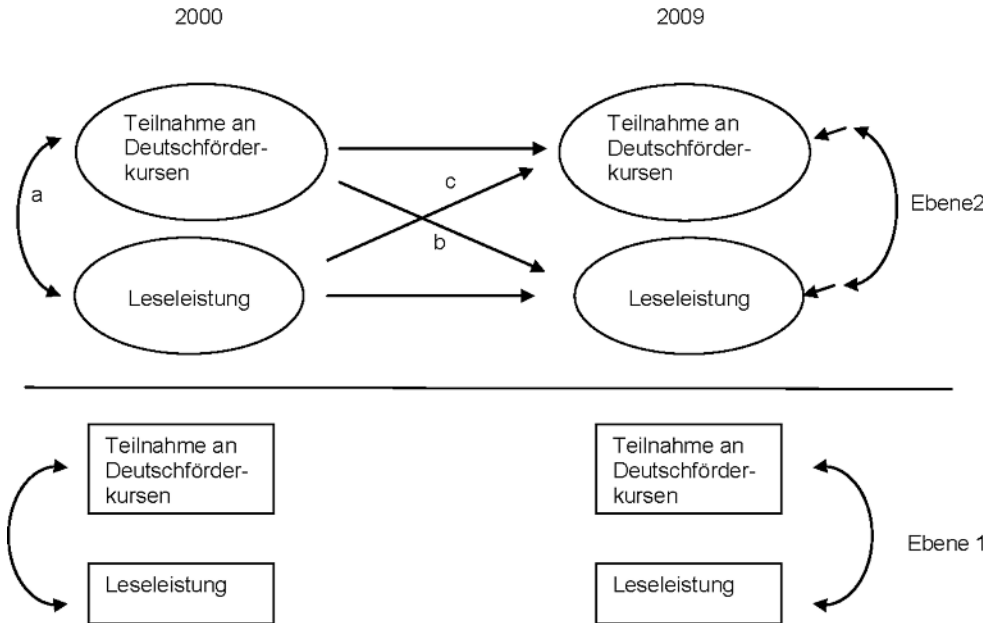 2000
2009
Teilnahme an
Deutschförder-
kursen
Teilnahme an
Deutschförder-
kursen
a
c
b
Ebene2
Leseleistung
Leseleistung
Teilnahme an
Deutschförder-
kursen
Teilnahme an
Deutschförder-
kursen
Ebene 1
Leseleistung
Leseleistung